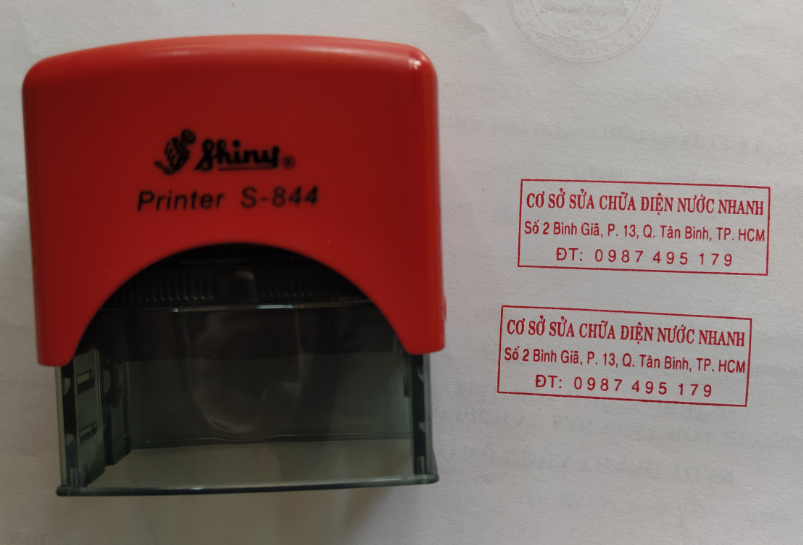 Shiny®
Printer S-844
CƠ SỞ SỬA CHỮA ĐIỆN NƯỚC NHANH
Số 2 Bình Giã, P. 13, Q. Tân Bình, TP. HCM
ĐT: 0987 495 179
CƠ SỞ SỬA CHỮA ĐIỆN NƯỚC NHANH
Số 2 Bình Giã, P. 13, Q. Tân Bình, TP. HCM
ĐT: 0987 495 179